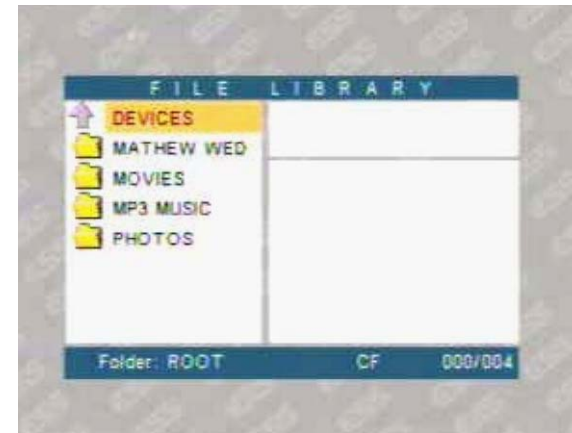 FILE LIBRARY
DEVICES
MATHEW WED
MOVIES
MP3 MUSIC
PHOTOS
Folder: ROOT CF 000/004